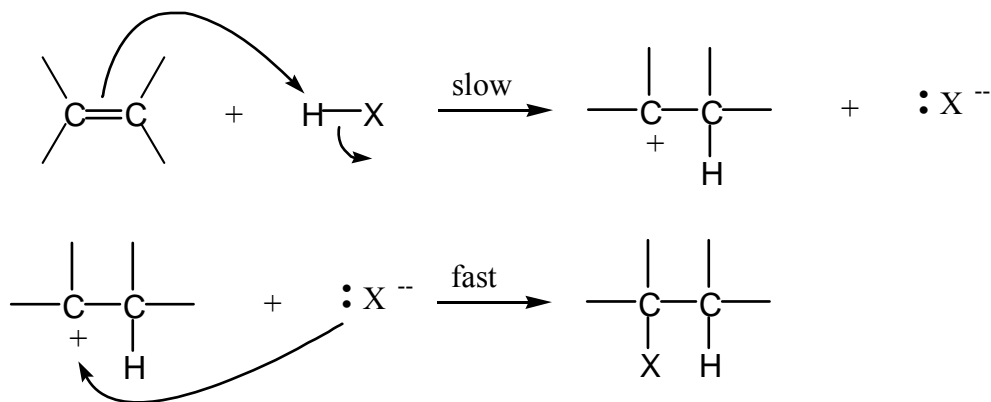 slow
C=C + H—X C—C + :X --
+ H
fast
C—C + :X -- C—C
+ H X H